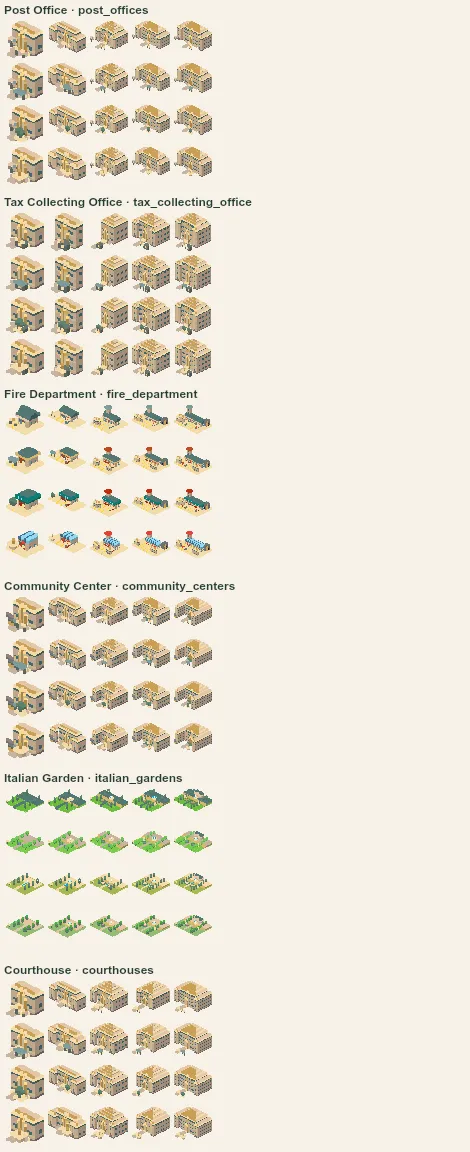 Post Office · post_offices
Tax Collecting Office · tax_collecting_office
Fire Department · fire_department
Community Center · community_centers
Italian Garden · italian_gardens
Courthouse · courthouses